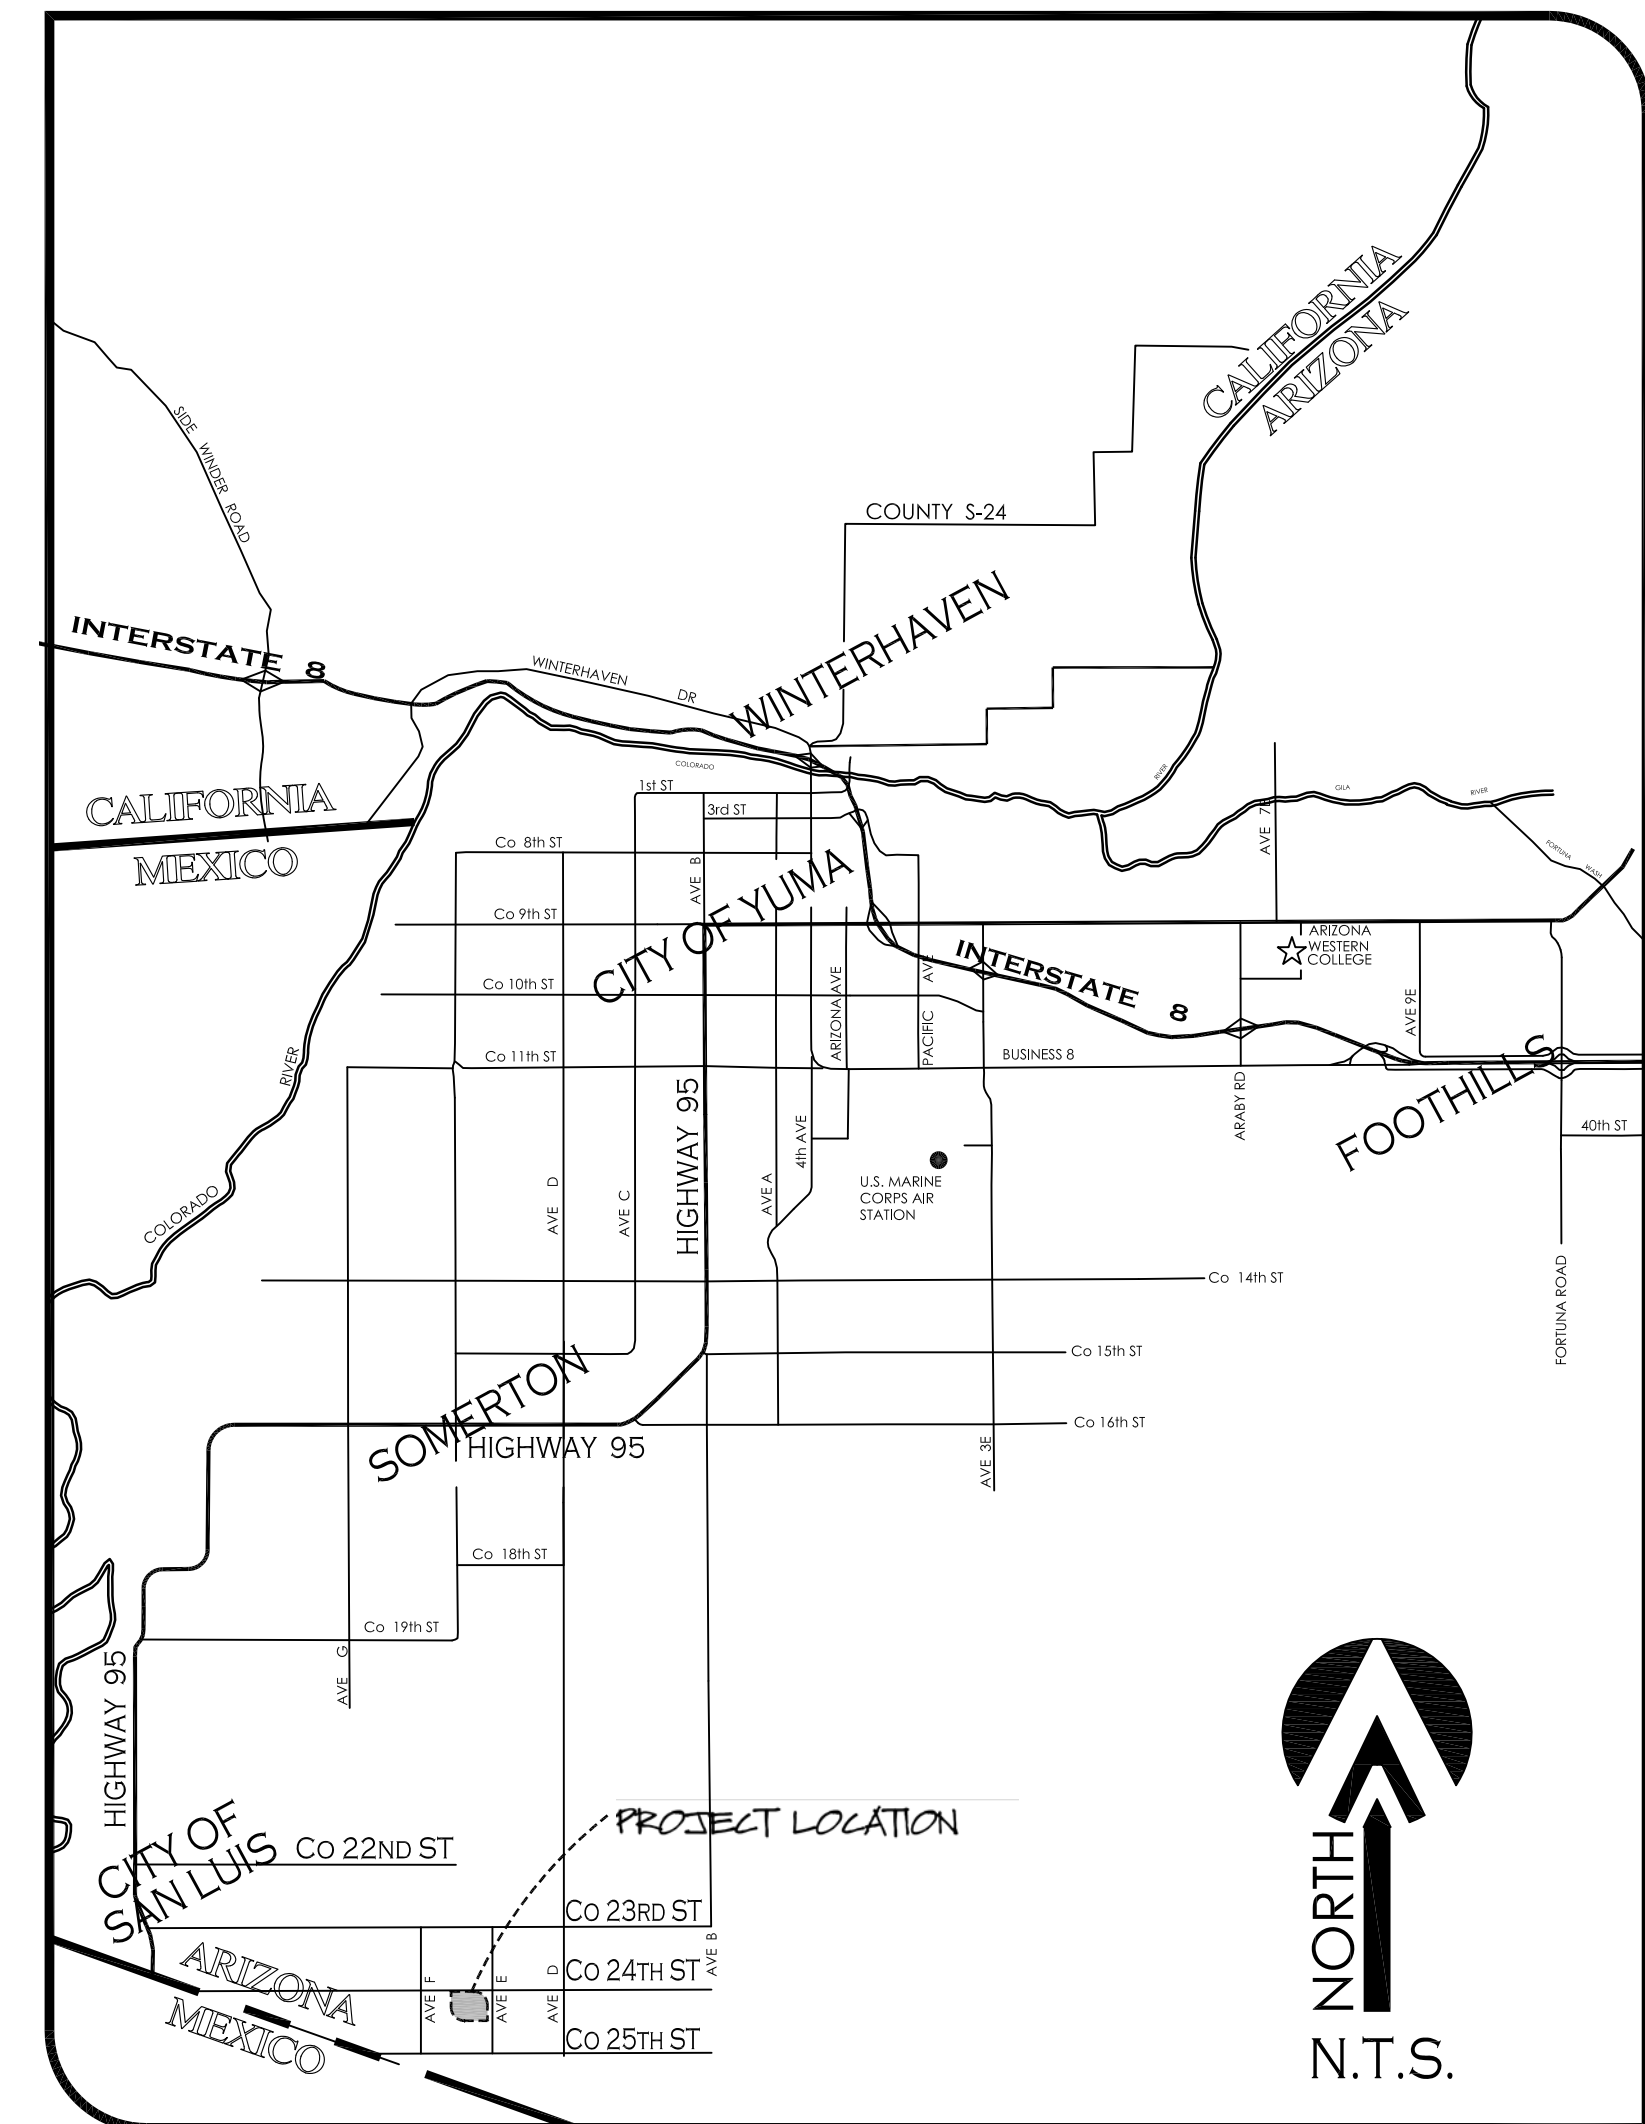 CALIFORNIA
ARIZONA
SIDE WINDER ROAD
COUNTY S-24
INTERSTATE 8
WINTERHAVEN
WINTERHAVEN DR
COLORADO
RIVER
1st ST
3rd ST
GILA RIVER
AVE 7E
FORTUNA WASH
CALIFORNIA
MEXICO
Co 8th ST
AVE B
CITY OF YUMA
Co 9th ST
INTERSTATE 8
ARIZONA
WESTERN
COLLEGE
Co 10th ST
ARIZONA AVE
PACIFIC AVE
AVE 9E
Co 11th ST
BUSINESS 8
RIVER
COLORADO
ARABY RD
FOOTHILLS
40th ST
HIGHWAY 95
4th AVE
AVE D
AVE C
AVE A
U.S. MARINE
CORPS AIR
STATION
Co 14th ST
FORTUNA ROAD
Co 15th ST
SOMERTON
Co 16th ST
HIGHWAY 95
AVE 3E
Co 18th ST
Co 19th ST
AVE G
HIGHWAY 95
PROJECT LOCATION
CITY OF
SAN LUIS
Co 22ND ST
Co 23RD ST
AVE B
ARIZONA
MEXICO
Co 24TH ST
AVE F
AVE E
AVE D
Co 25TH ST
NORTH
N.T.S.